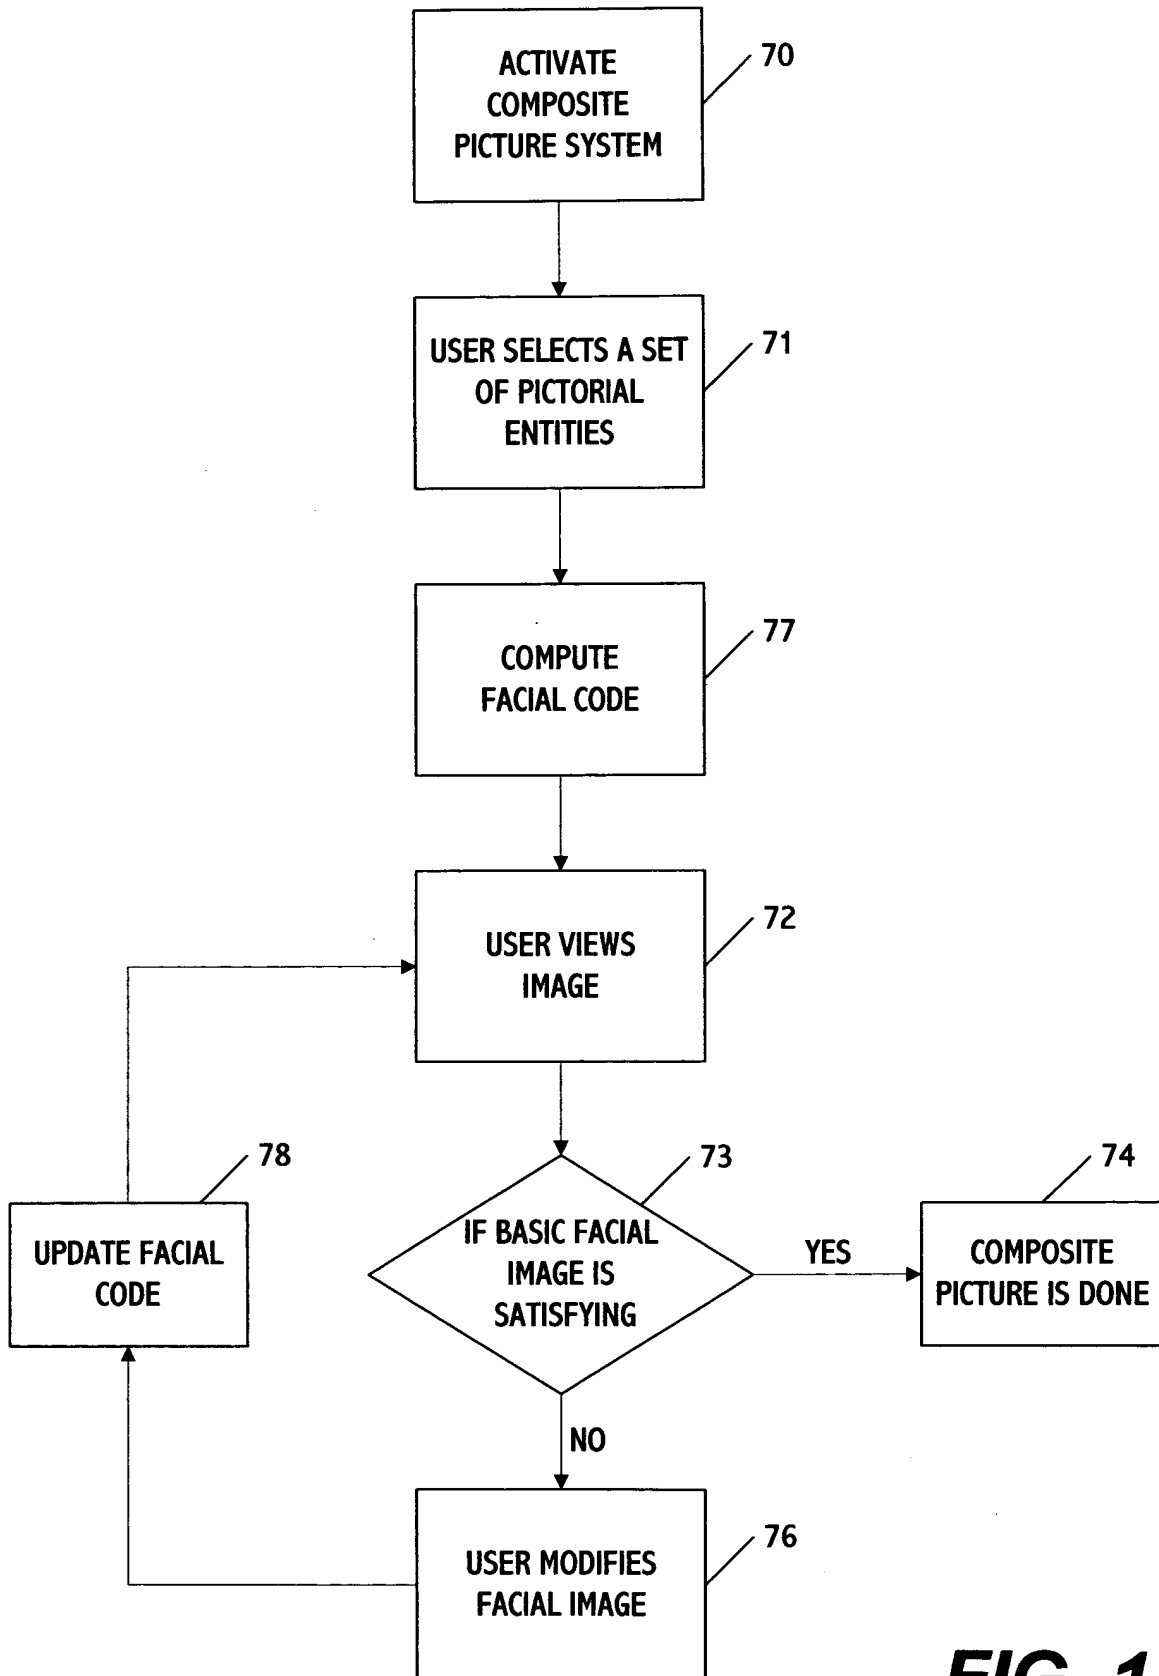 ACTIVATE
COMPOSITE
PICTURE SYSTEM
70
USER SELECTS A SET
OF PICTORIAL
ENTITIES
71
COMPUTE
FACIAL CODE
77
USER VIEWS
IMAGE
72
78
UPDATE FACIAL
CODE
73
IF BASIC FACIAL
IMAGE IS
SATISFYING
YES
74
COMPOSITE
PICTURE IS DONE
NO
USER MODIFIES
FACIAL IMAGE
76
FIG. 1